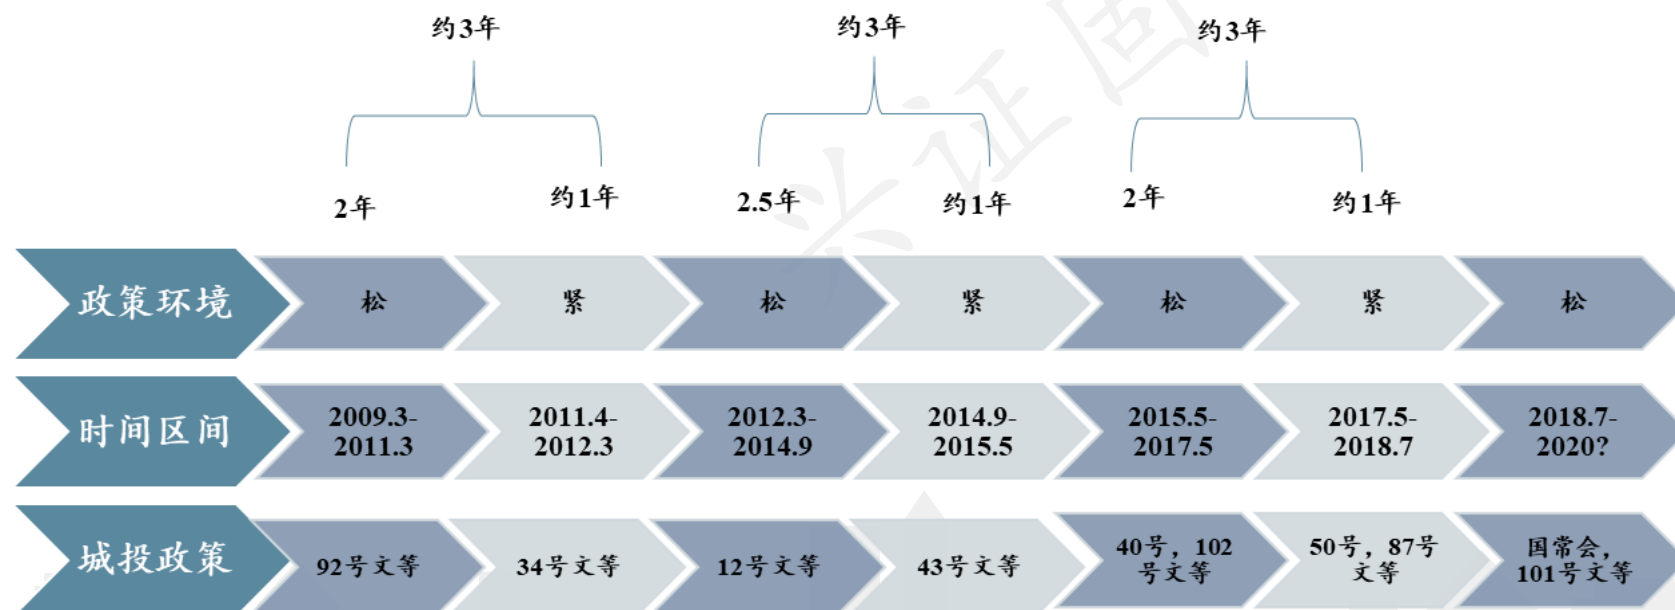 约3年
约3年
约3年
2年
约1年
2.5年
约1年
2年
约1年
政策环境
松
紧
松
紧
松
紧
松
时间区间
2009.3-
2011.3
2011.4-
2012.3
2012.3-
2014.9
2014.9-
2015.5
2015.5-
2017.5
2017.5-
2018.7
2018.7-
2020?
城投政策
92号文等
34号文等
12号文等
43号文等
40号，102
号文等
50号，87号
文等
国常会，
101号文等
兴证固